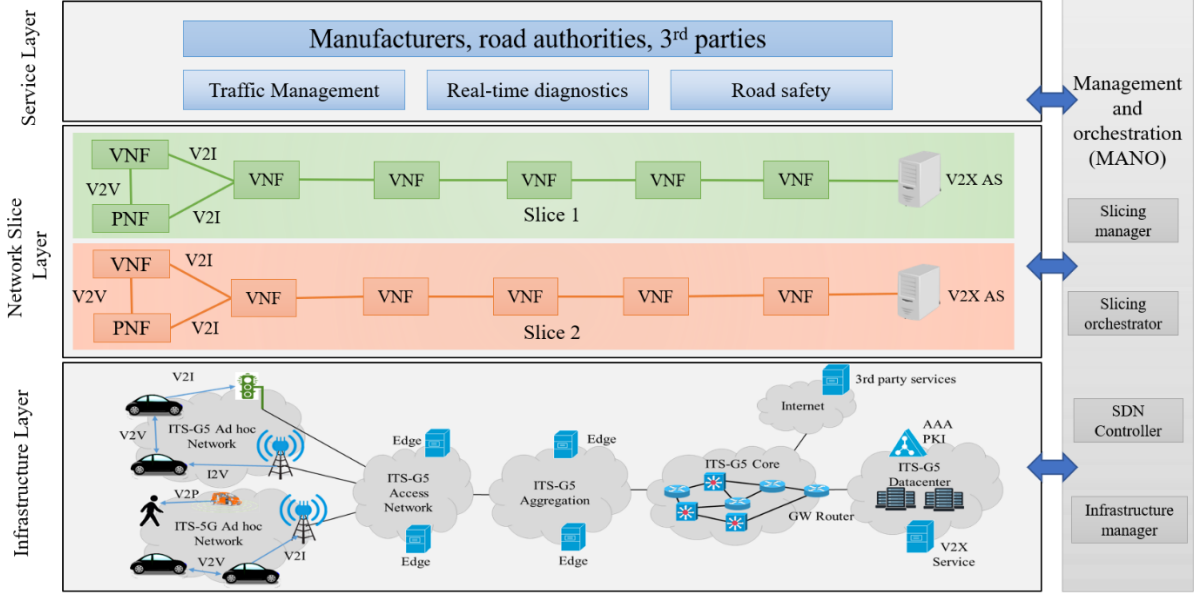 Service Layer
Manufacturers, road authorities, 3rd parties
Traffic Management
Real-time diagnostics
Road safety
Network Slice
Layer
VNF
V2I
V2V
PNF
V2I
VNF
VNF
VNF
VNF
VNF
V2X AS
Slice 1
VNF
V2I
V2V
PNF
V2I
VNF
VNF
VNF
VNF
VNF
V2X AS
Slice 2
Infrastructure Layer
V2I
V2V
ITS-G5 Ad hoc
Network
I2V
V2P
ITS-5G Ad hoc
Network
V2I
V2V
Edge
ITS-G5
Access
Network
Edge
Edge
ITS-G5
Aggregation
Edge
3rd party services
Internet
ITS-G5 Core
GW Router
AAA
PKI
ITS-G5
Datacenter
V2X
Service
Management
and
orchestration
(MANO)
Slicing
manager
Slicing
orchestrator
SDN
Controller
Infrastructure
manager